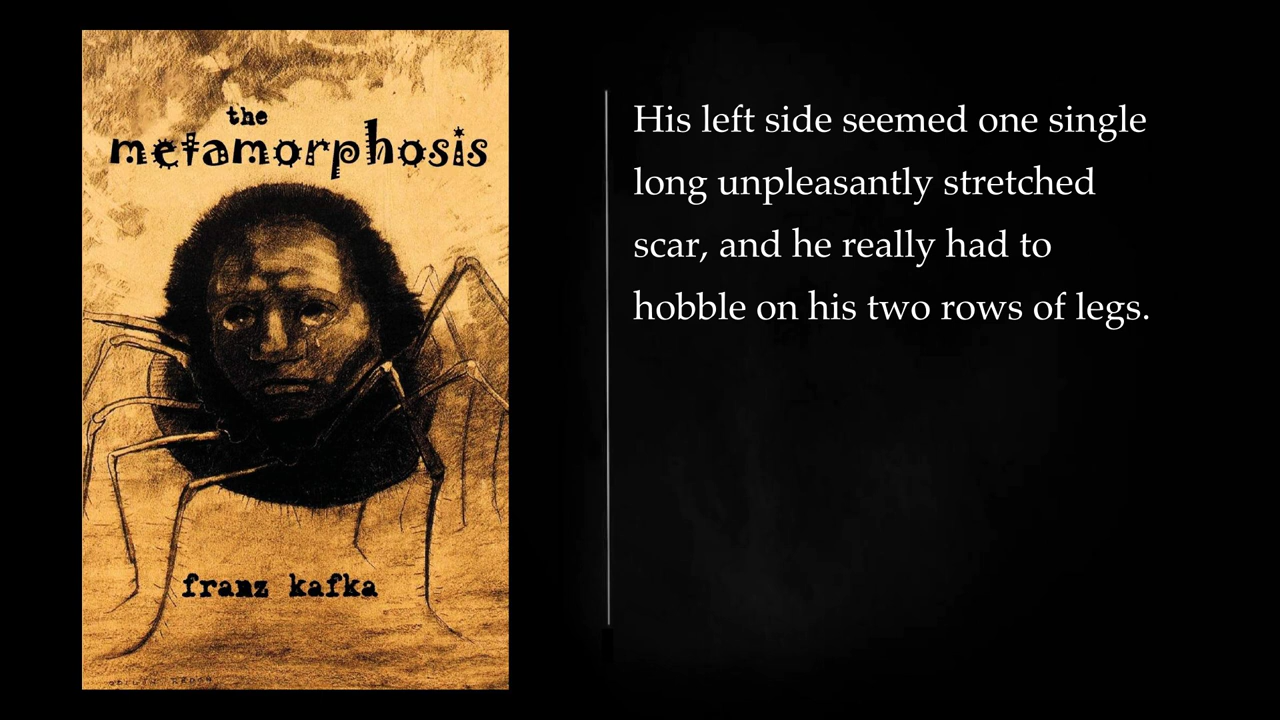 the
metamorphosis
franz kafka
His left side seemed one single
long unpleasantly stretched
scar, and he really had to
hobble on his two rows of legs.